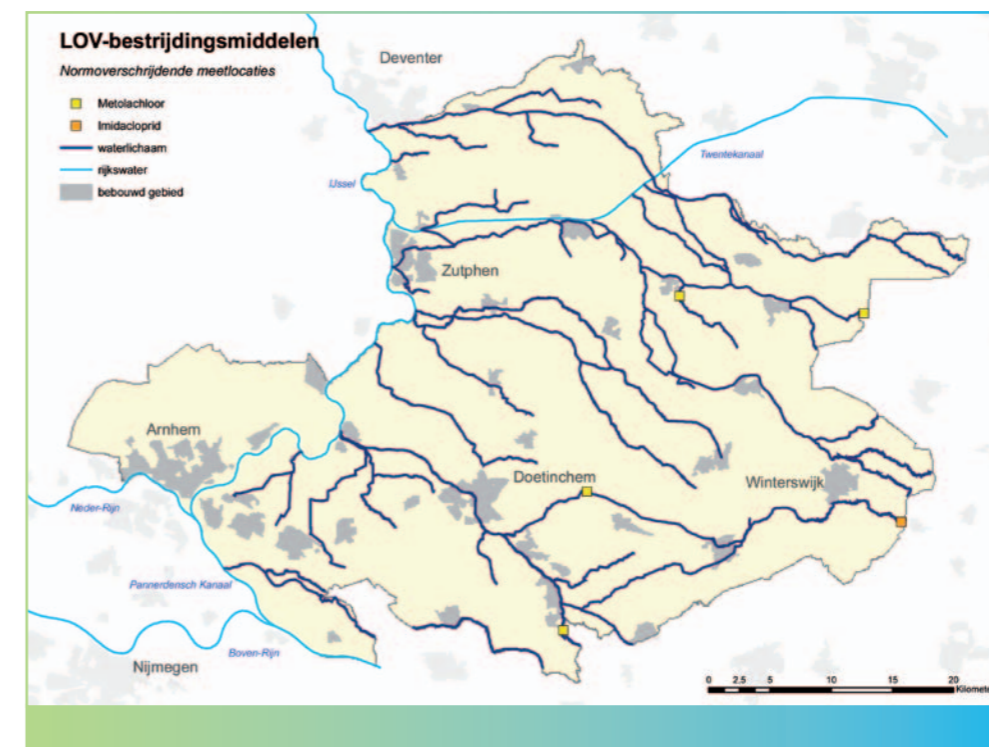 LOV-bestrijdingsmiddelen
Normoverschrijdende meetlocaties
Metolachloor
Imidacloprid
waterlichaam
rijkswater
bebouwd gebied
Deventer
Twentekanaal
IJssel
Zutphen
Arnhem
Doetinchem
Winterswijk
Neder-Rijn
Pannerdensch Kanaal
Boven-Rijn
Nijmegen
0 2.5 5 10 15 20
Kilomete